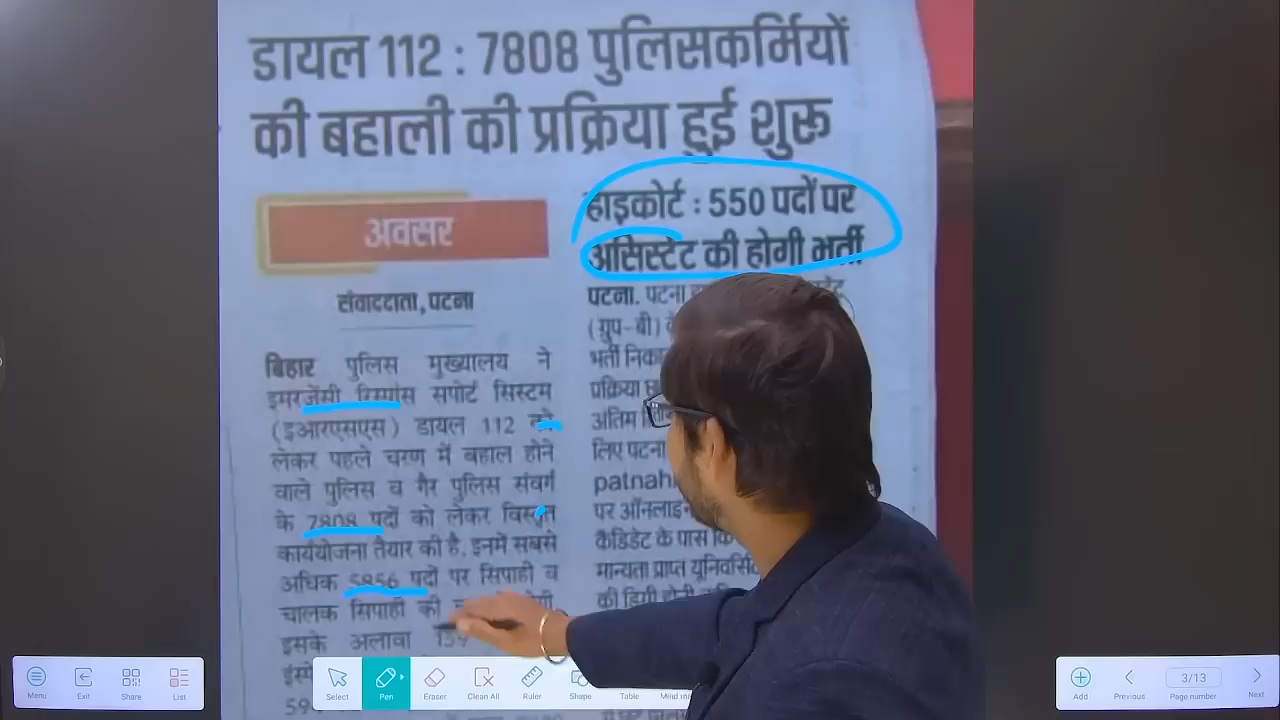 डायल 112 : 7808 पुलिसकर्मियों
की बहाली की प्रक्रिया हुई शुरू
अवसर
संवाददाता, पटना
बिहार पुलिस मुख्यालय ने
इमरजेंसी रिस्पांस सपोर्ट सिस्टम
(इआरएसएस) डायल 112 को
लेकर पहले चरण में बहाल होने
वाले पुलिस व गैर पुलिस संवर्ग
के 7808 पदों को लेकर विस्तृत
कार्ययोजना तैयार की है. इनमें सबसे
अधिक 5856 पदों पर सिपाही व
चालक सिपाही की
इसके अलावा 159
हाइकोर्ट : 550 पदों पर
असिस्टेंट की होगी भर्ती
पटना. पटना
(ग्रुप-बी)
भर्ती
प्रक्रिया
अंतिम
लिए पटना
पर ऑनलाइन
कैंडिडेट के पास
मान्यता प्राप्त
की डिग्री होनी
Menu
Exit
Share
List
Select
Pen
Eraser
Clean All
Ruler
Shape
Table
Add
Previous
3/13
Page number
Next